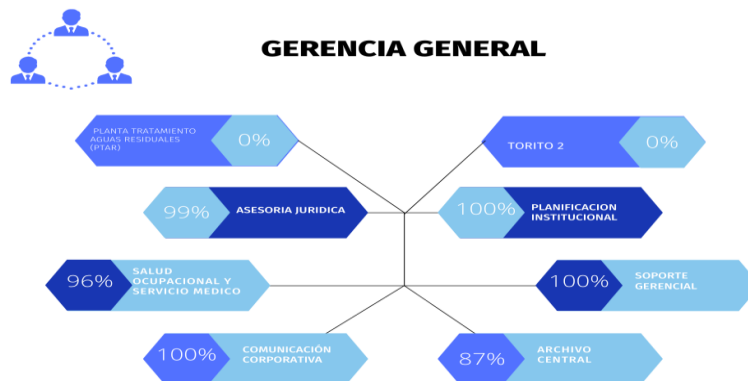 GERENCIA GENERAL
PLANTA TRATAMIENTO
AGUAS RESIDUALES
(PTAR)
0%
TORITO 2
0%
99%
ASESORIA JURIDICA
100%
PLANIFICACION
INSTITUCIONAL
96%
SALUD
OCUPACIONAL Y
SERVICIO MEDICO
100%
SOPORTE
GERENCIAL
100%
COMUNICACIÓN
CORPORATIVA
87%
ARCHIVO
CENTRAL